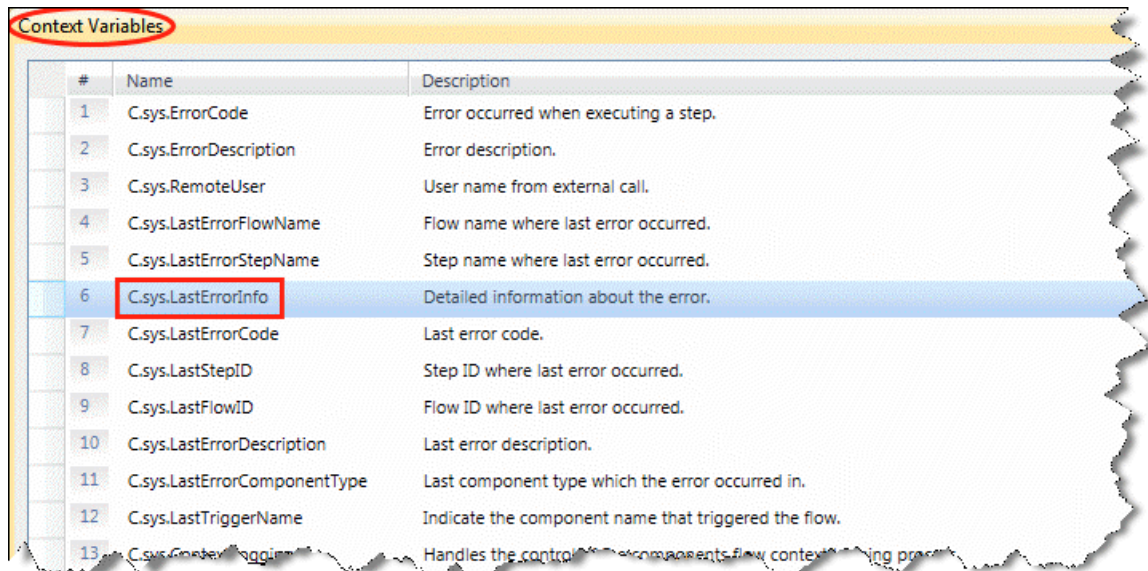 Context Variables
# Name Description
1 C.sys.ErrorCode Error occurred when executing a step.
2 C.sys.ErrorDescription Error description.
3 C.sys.RemoteUser User name from external call.
4 C.sys.LastErrorFlowName Flow name where last error occurred.
5 C.sys.LastErrorStepName Step name where last error occurred.
6 C.sys.LastErrorInfo Detailed information about the error.
7 C.sys.LastErrorCode Last error code.
8 C.sys.LastStepID Step ID where last error occurred.
9 C.sys.LastFlowID Flow ID where last error occurred.
10 C.sys.LastErrorDescription Last error description.
11 C.sys.LastErrorComponentType Last component type which the error occurred in.
12 C.sys.LastTriggerName Indicate the component name that triggered the flow.
13 Handles the components flow